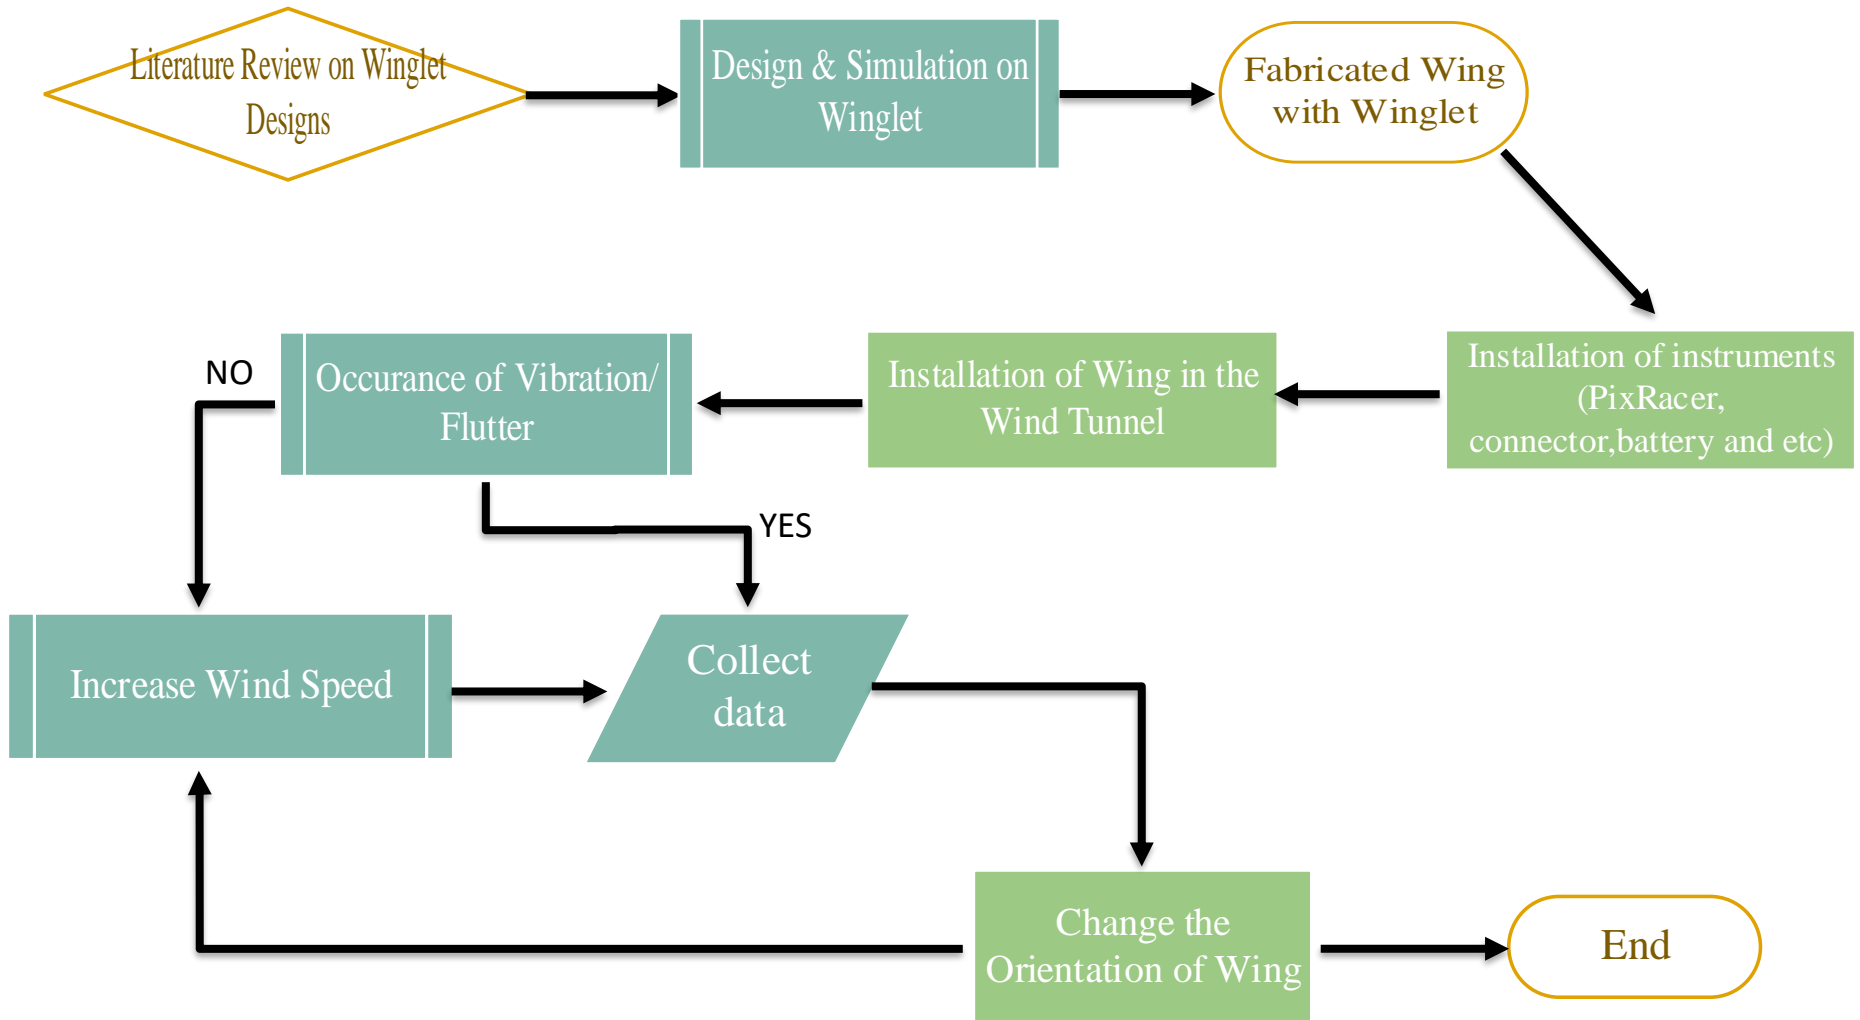 Literature Review on Winglet
Designs
Design & Simulation on
Winglet
Fabricated Wing
with Winglet
Installation of instruments
(PixRacer,
connector,battery and etc)
Installation of Wing in the
Wind Tunnel
Occurance of Vibration/
Flutter
NO
YES
Increase Wind Speed
Collect
data
Change the
Orientation of Wing
End